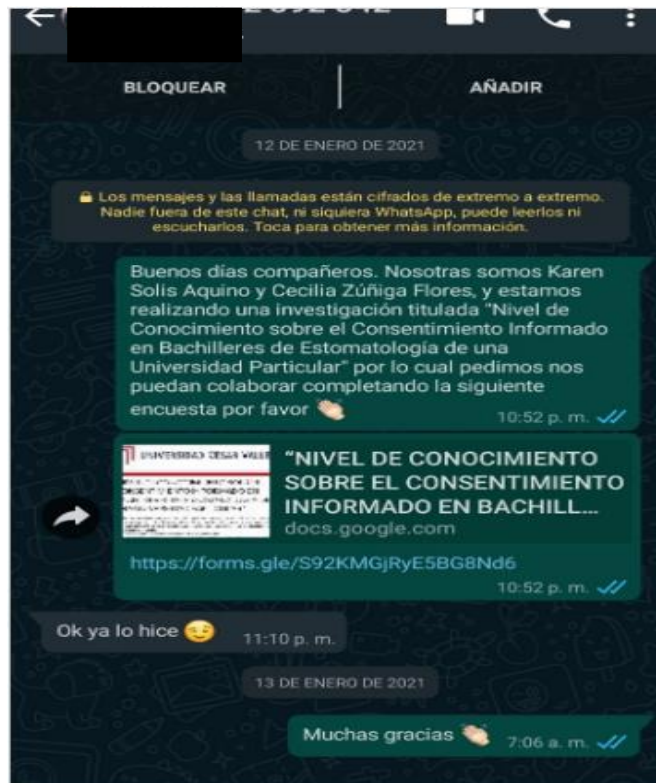 BLOQUEAR
AÑADIR
12 DE ENERO DE 2021
Los mensajes y las llamadas están cifrados de extremo a extremo.
Nadie fuera de este chat, ni siquiera WhatsApp, puede leerlos ni
escucharlos. Toca para obtener más información.
Buenos días compañeros. Nosotras somos Karen
Solis Aquino y Cecilia Zúñiga Flores, y estamos
realizando una investigación titulada "Nivel de
Conocimiento sobre el Consentimiento Informado
en Bachilleres de Estomatología de una
Universidad Particular" por lo cual pedimos nos
puedan colaborar completando la siguiente
encuesta por favor
10:52 p. m.
UNIVERSIDAD CÉSAR VALLE
"NIVEL DE CONOCIMIENTO
SOBRE EL CONSENTIMIENTO
INFORMADO EN BACHILL...
docs.google.com
https://forms.gle/S92KMGjRyE5BG8Nd6
10:52 p. m.
Ok ya lo hice 😉
11:10 p. m.
13 DE ENERO DE 2021
Muchas gracias
7:06 a. m.